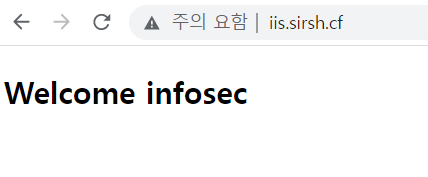 주의 요함 | iis.sirsh.cf
Welcome infosec